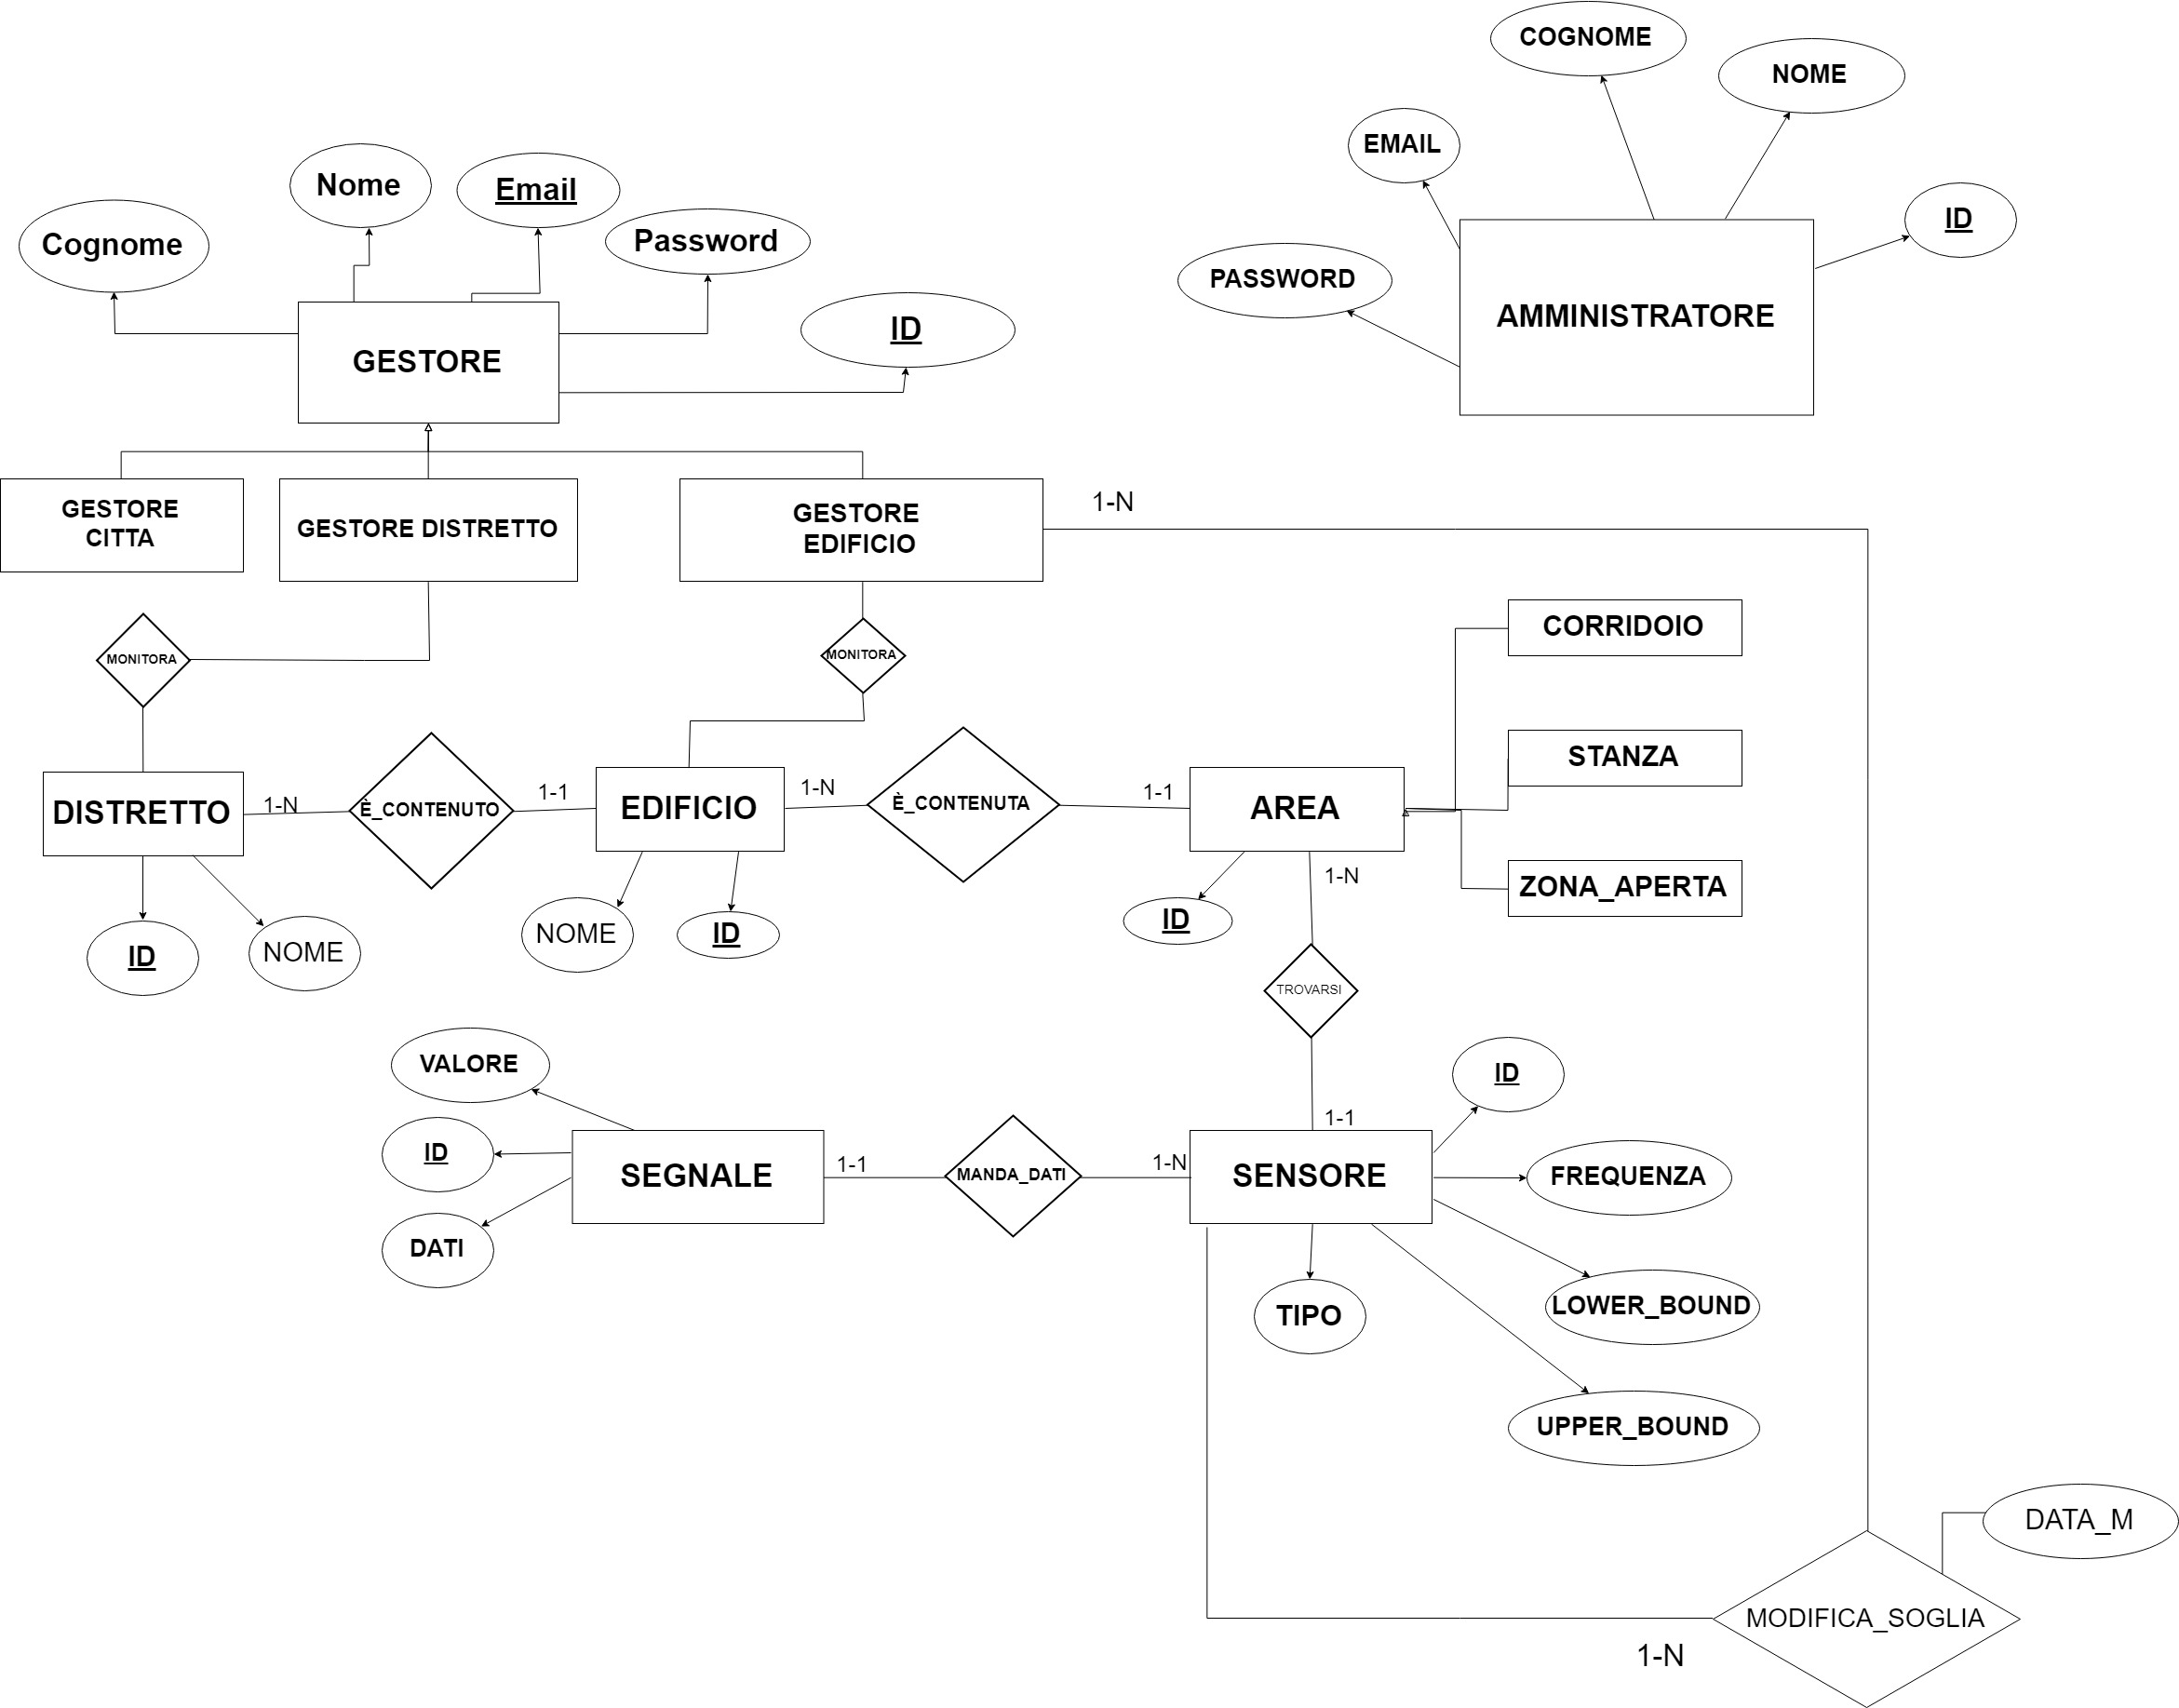 COGNOME
NOME
EMAIL
ID
PASSWORD
AMMINISTRATORE
Nome
Email
Cognome
Password
ID
GESTORE
GESTORE
CITTA
GESTORE DISTRETTO
GESTORE
EDIFICIO
1-N
MONITORA
MONITORA
CORRIDOIO
STANZA
ZONA_APERTA
DISTRETTO
1-N
È_CONTENUTO
1-1
EDIFICIO
1-N
È_CONTENUTA
1-1
AREA
1-N
ID
NOME
NOME
ID
ID
TROVARSI
VALORE
ID
DATI
SEGNALE
1-1
MANDA_DATI
1-N
1-1
SENSORE
ID
FREQUENZA
LOWER_BOUND
TIPO
UPPER_BOUND
DATA_M
MODIFICA_SOGLIA
1-N